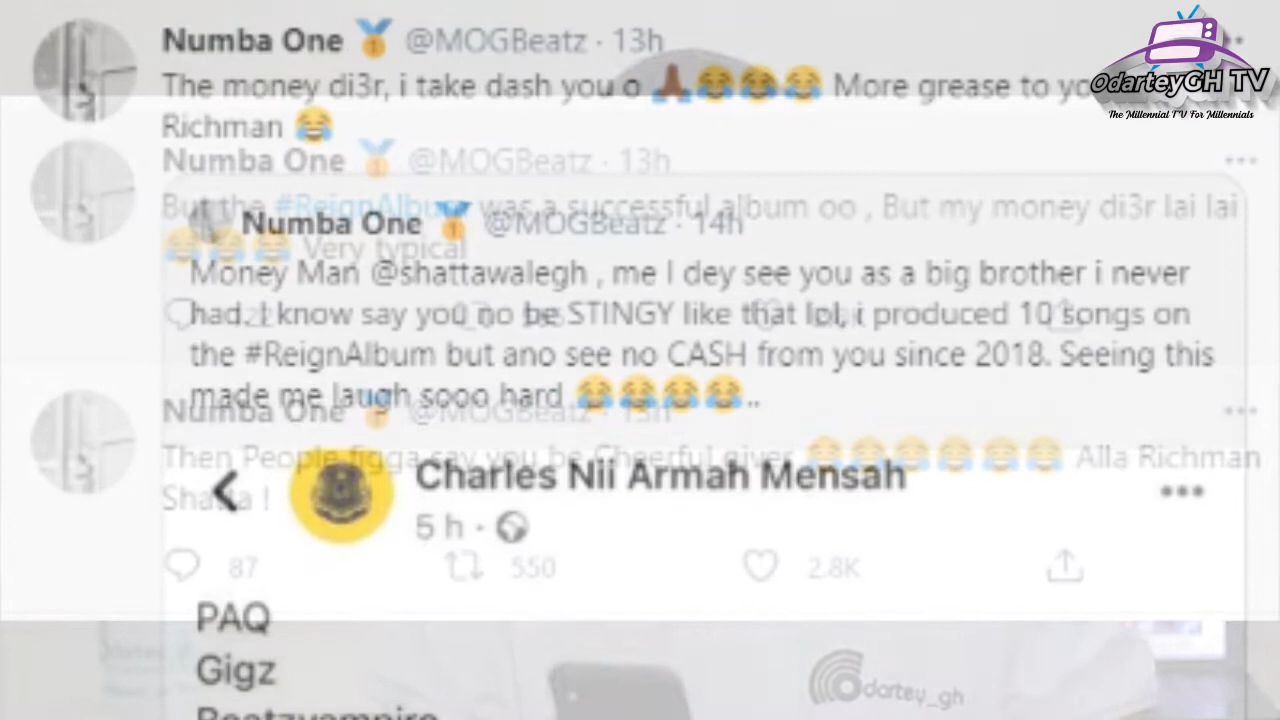 Numba One 🥇 @MOGBeatz · 13h
OdarteyGH TV
The Millennial TV For Millennials
The money di3r, i take dash you o 🙏🏾😂😂😂 More grease to
Richman 😂
Numba One 🥇 @MOGBeatz · 13h
But the #ReignAlbum was a successful album oo , But my money di3r lai lai
😂😂😂 Very typical
Numba One 🥇 @MOGBeatz · 14h
Money Man @shattawalegh , me I dey see you as a big brother i never
had. I know say you no be STINGY like that lol, i produced 10 songs on
the #ReignAlbum but ano see no CASH from you since 2018. Seeing this
made me laugh sooo hard 😂😂😂😂..
Numba One 🥇 @MOGBeatz · 13h
Then People figga say you be Cheerful giver 😂😂😂😂😂😂 Alla Richman
Shatta !
Charles Nii Armah Mensah
5 h ·
87 550 2.8K
PAQ
Gigz
Beatzvampire
odartey_gh